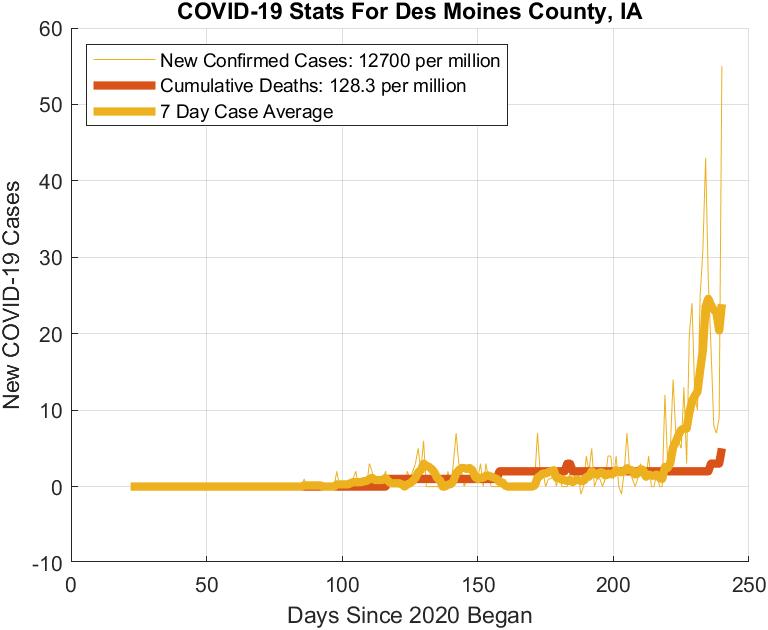 COVID-19 Stats For Des Moines County, IA
60
New Confirmed Cases: 12700 per million
Cumulative Deaths: 128.3 per million
7 Day Case Average
50
40
30
20
10
0
-10
New COVID-19 Cases
0 50 100 150 200 250
Days Since 2020 Began